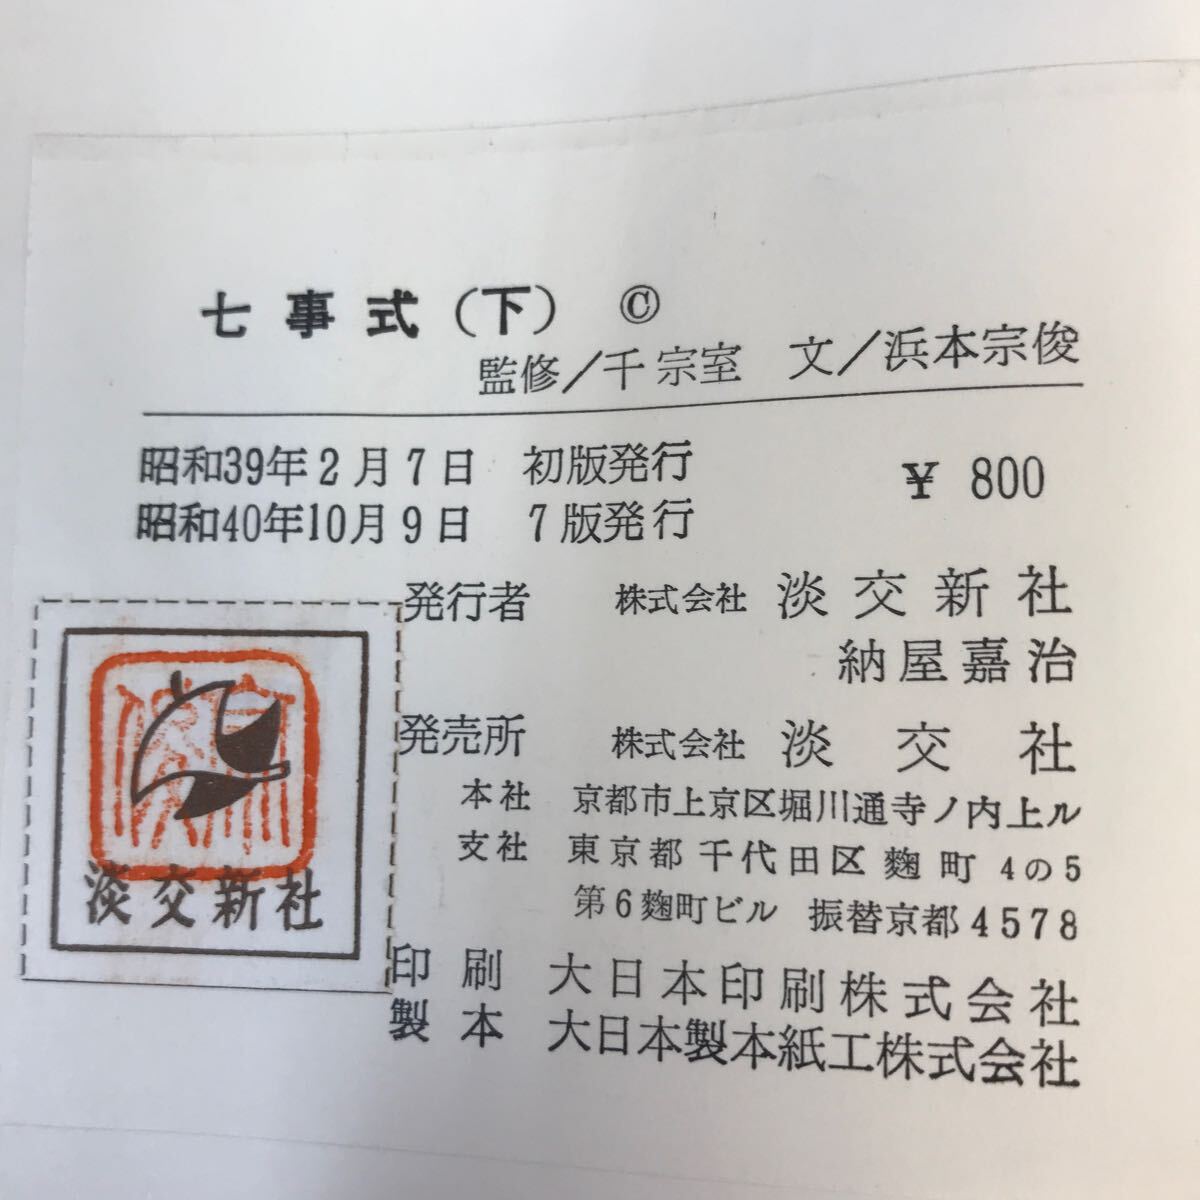 七事式（下） ©
監修/千宗室 文/浜本宗俊
昭和39年2月7日 初版発行 ¥ 800
昭和40年10月9日 7版発行
発行者 株式会社 淡交新社
納屋嘉治
発売所 株式会社 淡交社
本社 京都市上京区堀川通寺ノ内上ル
支社 東京都千代田区麴町4の5
第6麴町ビル 振替京都4578
印刷 大日本印刷株式会社
製本 大日本製本紙工株式会社
淡交新社